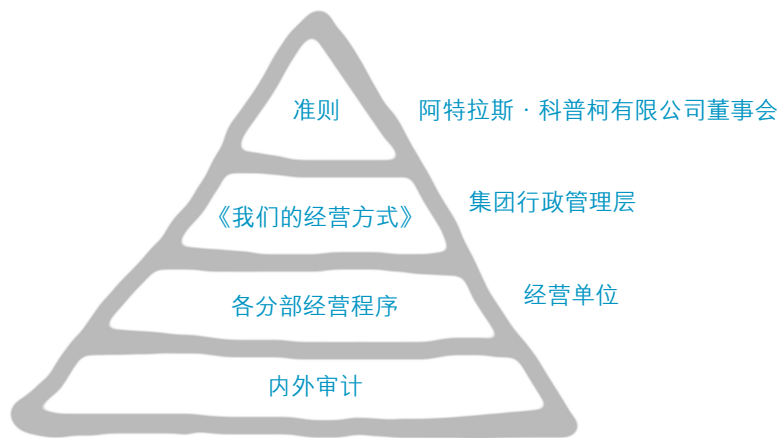 准则
阿特拉斯·科普柯有限公司董事会
《我们的经营方式》
集团行政管理层
各分部经营程序
经营单位
内外审计